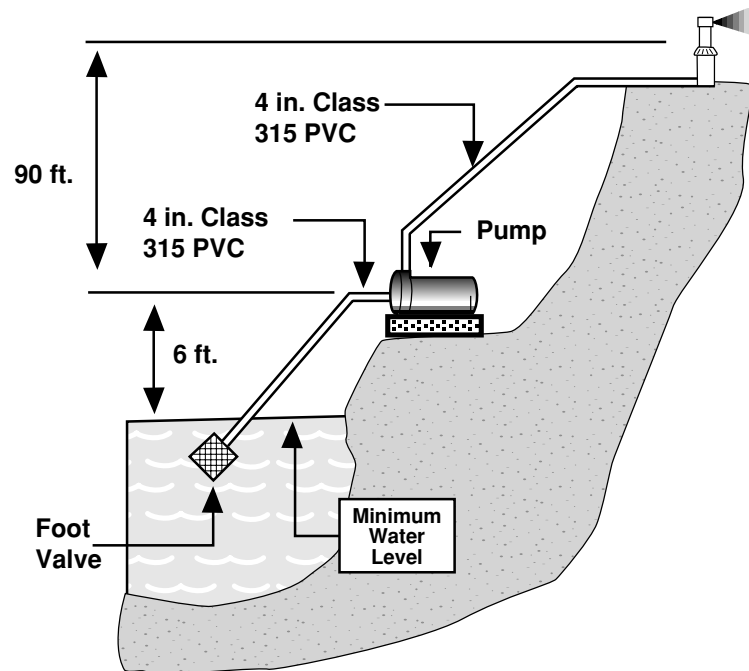 4 in. Class
315 PVC
90 ft.
4 in. Class
315 PVC
Pump
6 ft.
Foot
Valve
Minimum
Water
Level